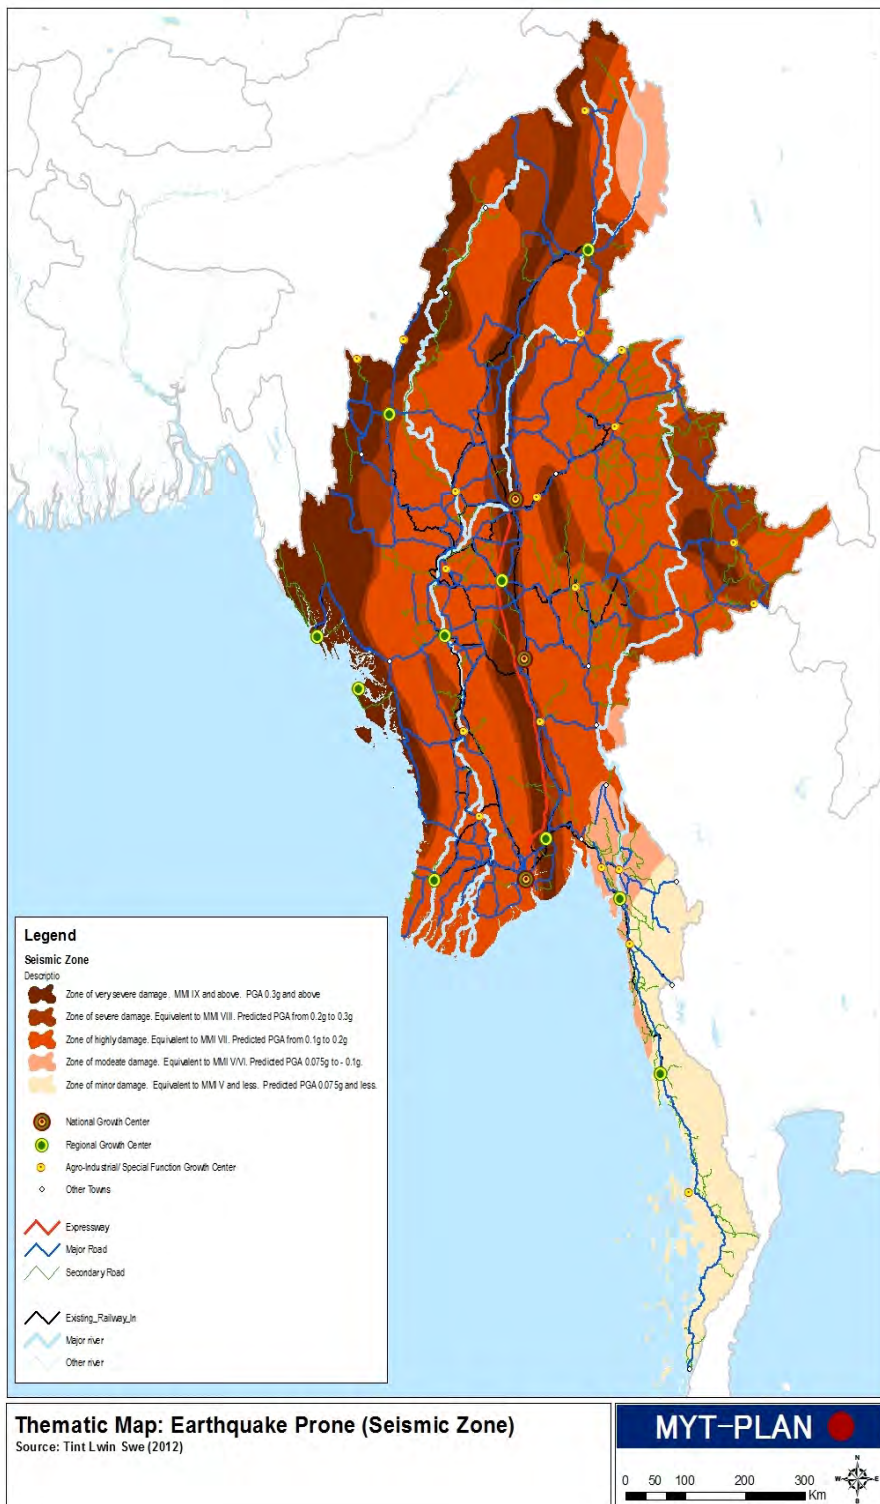 Legend
Seismic Zone
Descriptio
Zone of very severe damage, MMI IX and above. PGA 0.3g and above
Zone of severe damage. Equivalent to MMI VIII. Predicted PGA from 0.2g to 0.3g
Zone of highly damage. Equivalent to MMI VII. Predicted PGA from 0.1g to 0.2g
Zone of modeate damage. Equivalent to MMI V/VI. Predicted PGA 0.075g to - 0.1g.
Zone of minor damage. Equivalent to MMI V and less. Predicted PGA 0.075g and less.
National Growth Center
Regional Growth Center
Agro-Industrial/ Special Function Growth Center
Other Towns
Expressway
Major Road
Secondary Road
Existing_Railway_ln
Major river
Other river
Thematic Map: Earthquake Prone (Seismic Zone)
Source: Tint Lwin Swe (2012)
MYT-PLAN
0 50 100 200 300
Km
N
W E
S